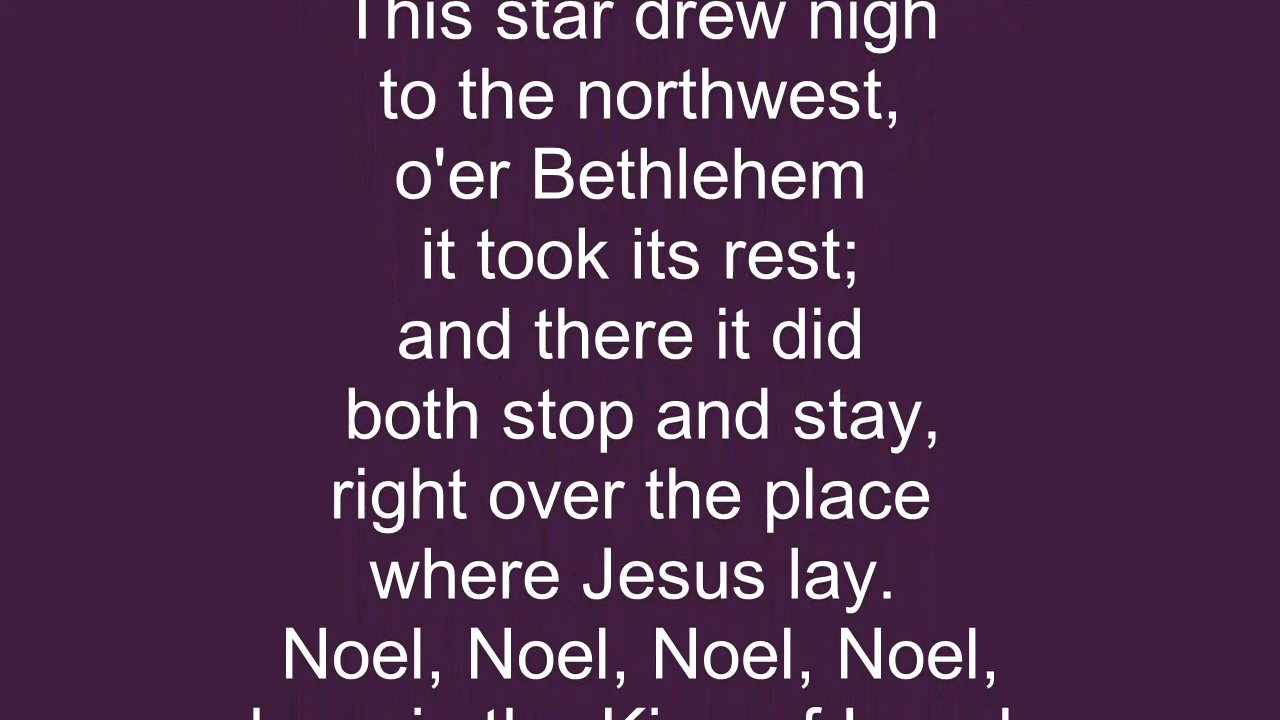 This star drew nigh
to the northwest,
o'er Bethlehem
it took its rest;
and there it did
both stop and stay,
right over the place
where Jesus lay.
Noel, Noel, Noel, Noel,